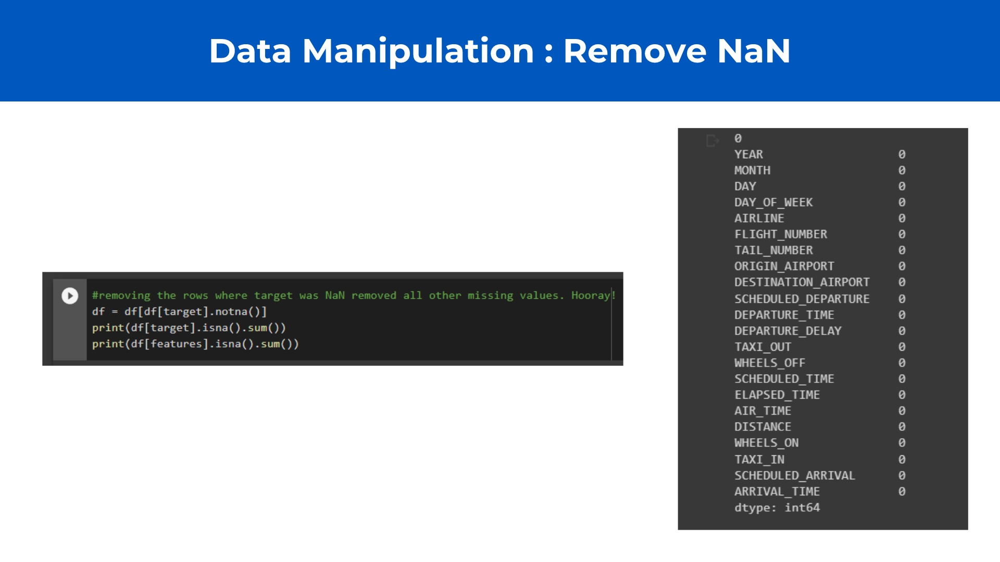 Data Manipulation : Remove NaN
#removing the rows where target was NaN removed all other missing values. Hooray!
df = df[df[target].notna()]
print(df[target].isna().sum())
print(df[features].isna().sum())
0
YEAR 0
MONTH 0
DAY 0
DAY_OF_WEEK 0
AIRLINE 0
FLIGHT_NUMBER 0
TAIL_NUMBER 0
ORIGIN_AIRPORT 0
DESTINATION_AIRPORT 0
SCHEDULED_DEPARTURE 0
DEPARTURE_TIME 0
DEPARTURE_DELAY 0
TAXI_OUT 0
WHEELS_OFF 0
SCHEDULED_TIME 0
ELAPSED_TIME 0
AIR_TIME 0
DISTANCE 0
WHEELS_ON 0
TAXI_IN 0
SCHEDULED_ARRIVAL 0
ARRIVAL_TIME 0
dtype: int64